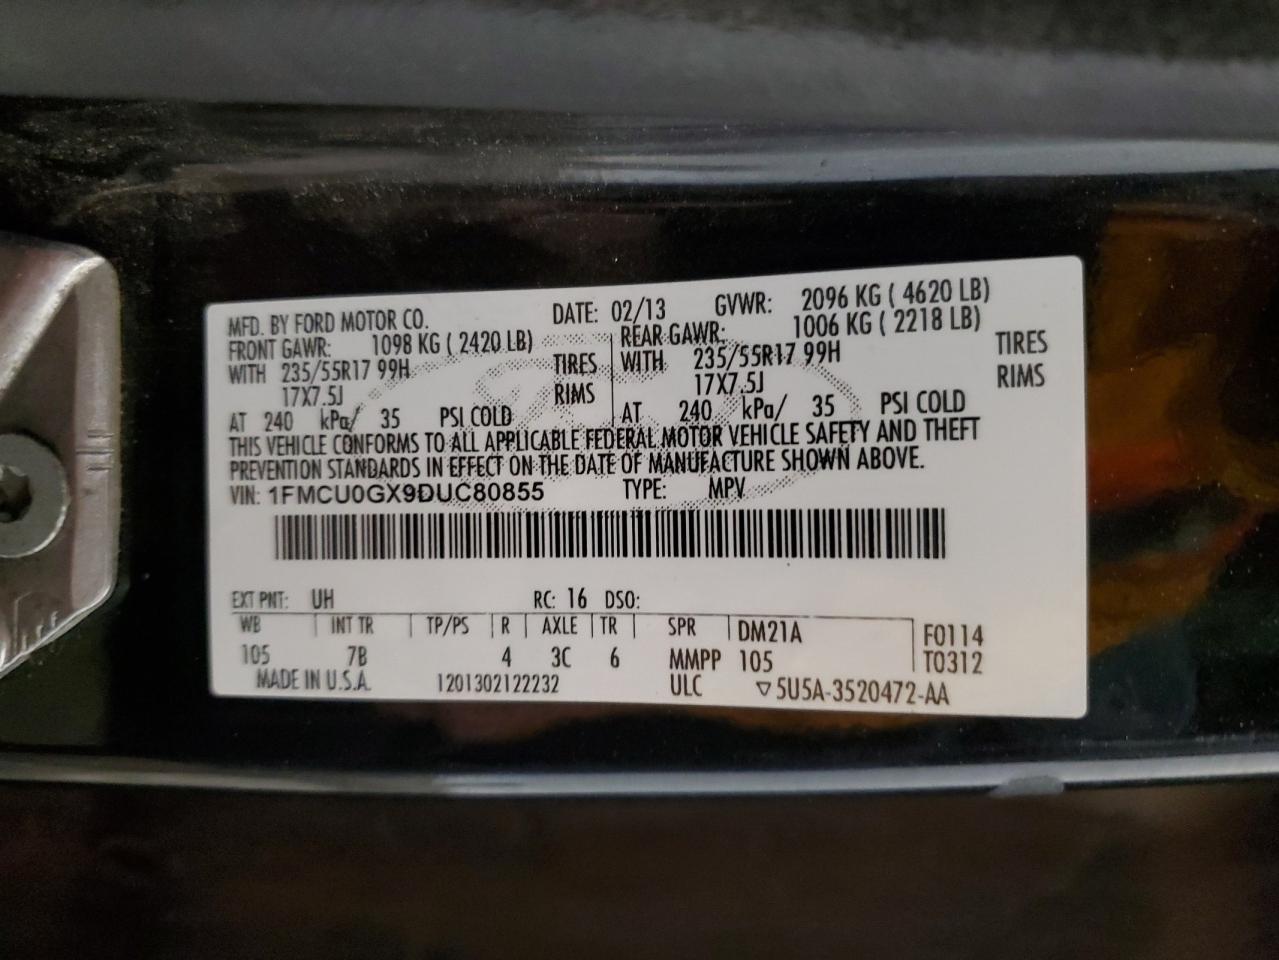 MFD. BY FORD MOTOR CO. DATE: 02/13 GVWR: 2096 KG ( 4620 LB)
FRONT GAWR: 1098 KG ( 2420 LB) REAR GAWR: 1006 KG ( 2218 LB)
WITH 235/55R17 99H TIRES WITH 235/55R17 99H TIRES
17X7.5J RIMS 17X7.5J RIMS
AT 240 kPa/ 35 PSI COLD AT 240 kPa/ 35 PSI COLD
THIS VEHICLE CONFORMS TO ALL APPLICABLE FEDERAL MOTOR VEHICLE SAFETY AND THEFT
PREVENTION STANDARDS IN EFFECT ON THE DATE OF MANUFACTURE SHOWN ABOVE.
VIN: 1FMCU0GX9DUC80855 TYPE: MPV
EXT PNT: UH RC: 16 DSO:
WB INT TR TP/PS R AXLE TR SPR DM21A F0114
105 7B 4 3C 6 MMPP 105 T0312
MADE IN U.S.A. 1201302122232 ULC ▽5U5A-3520472-AA